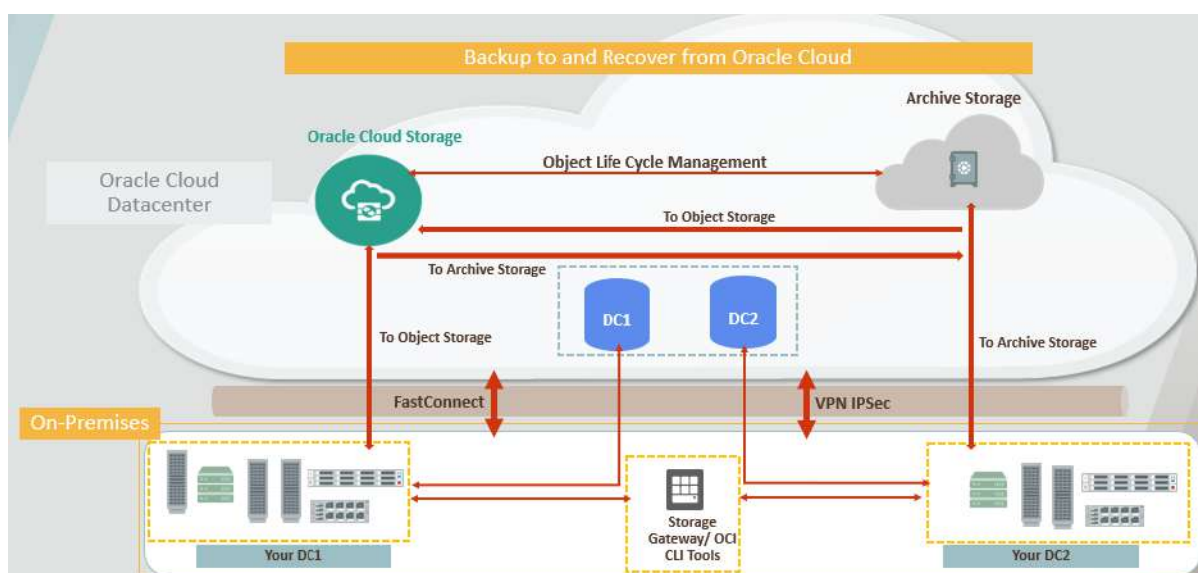 Backup to and Recover from Oracle Cloud
Archive Storage
Oracle Cloud Storage
Object Life Cycle Management
Oracle Cloud
Datacenter
To Object Storage
To Archive Storage
DC1
DC2
To Object Storage
To Archive Storage
FastConnect
VPN IPSec
On-Premises
Storage
Gateway/ OCI
CLI Tools
Your DC1
Your DC2